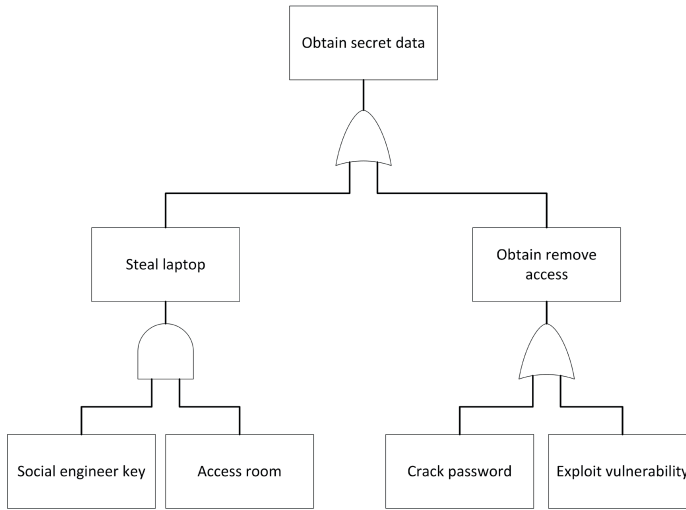 Obtain secret data
Steal laptop
Obtain remove
access
Social engineer key
Access room
Crack password
Exploit vulnerability